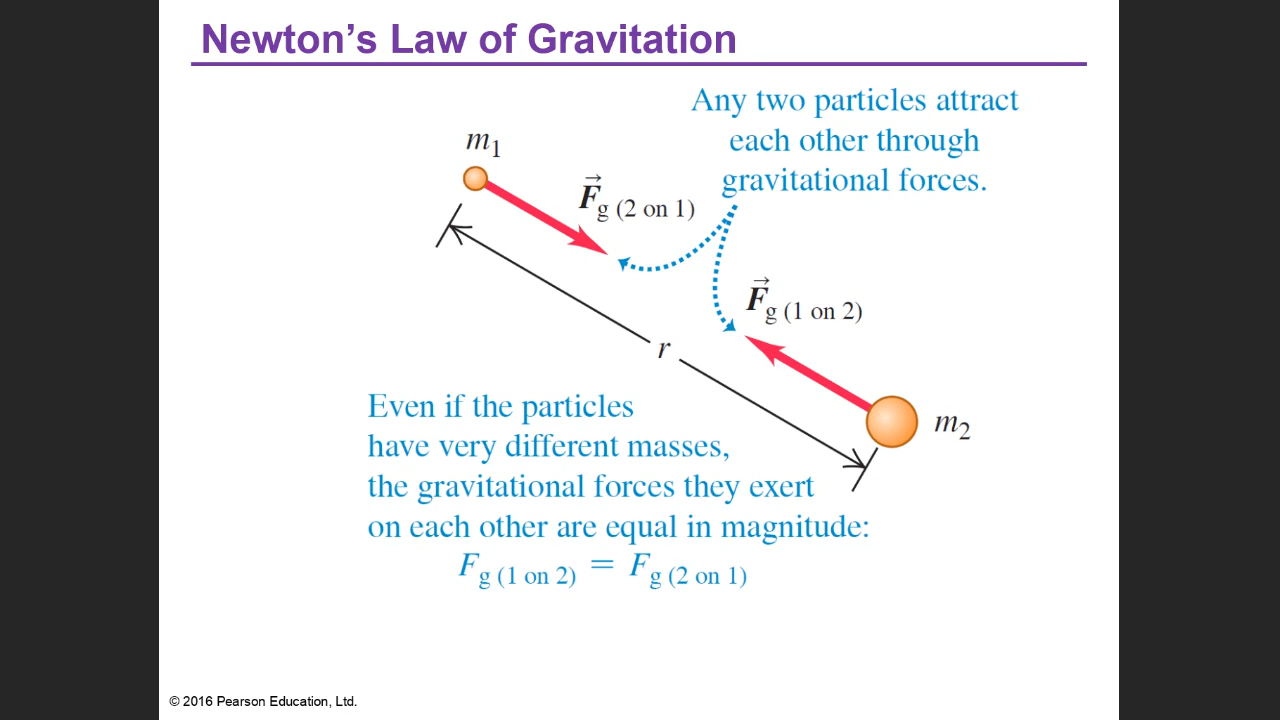 Newton’s Law of Gravitation
Any two particles attract
each other through
gravitational forces.
m₁
F⃗g (2 on 1)
F⃗g (1 on 2)
r
m₂
Even if the particles
have very different masses,
the gravitational forces they exert
on each other are equal in magnitude:
Fg (1 on 2) = Fg (2 on 1)
© 2016 Pearson Education, Ltd.